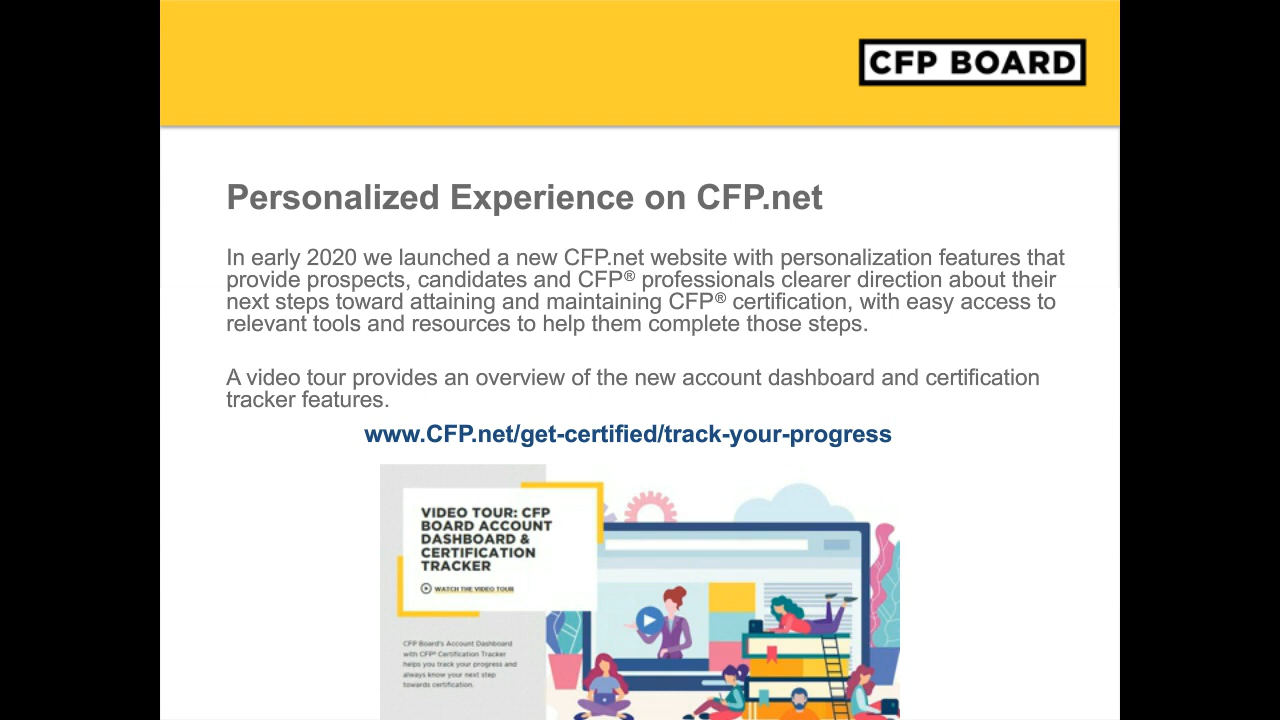 CFP BOARD
Personalized Experience on CFP.net
In early 2020 we launched a new CFP.net website with personalization features that
provide prospects, candidates and CFP® professionals clearer direction about their
next steps toward attaining and maintaining CFP® certification, with easy access to
relevant tools and resources to help them complete those steps.
A video tour provides an overview of the new account dashboard and certification
tracker features.
www.CFP.net/get-certified/track-your-progress
VIDEO TOUR: CFP
BOARD ACCOUNT
DASHBOARD &
CERTIFICATION
TRACKER
WATCH THE VIDEO TOUR
CFP Board's Account Dashboard
with CFP® Certification Tracker
helps you track your progress and
always know your next step
towards certification.